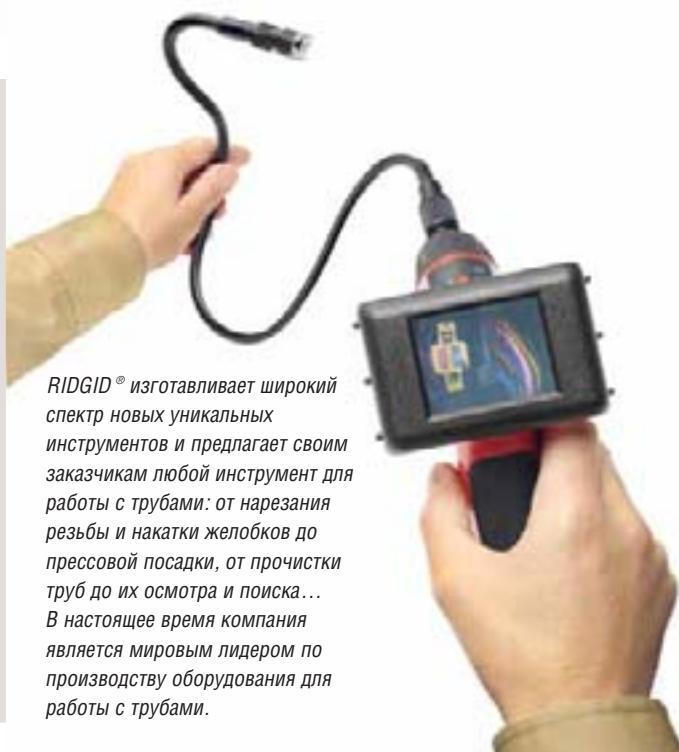 RIDGID ® изготавливает широкий
спектр новых уникальных
инструментов и предлагает своим
заказчикам любой инструмент для
работы с трубами: от нарезания
резьбы и накатки желобков до
прессовой посадки, от прочистки
труб до их осмотра и поиска...
В настоящее время компания
является мировым лидером по
производству оборудования для
работы с трубами.